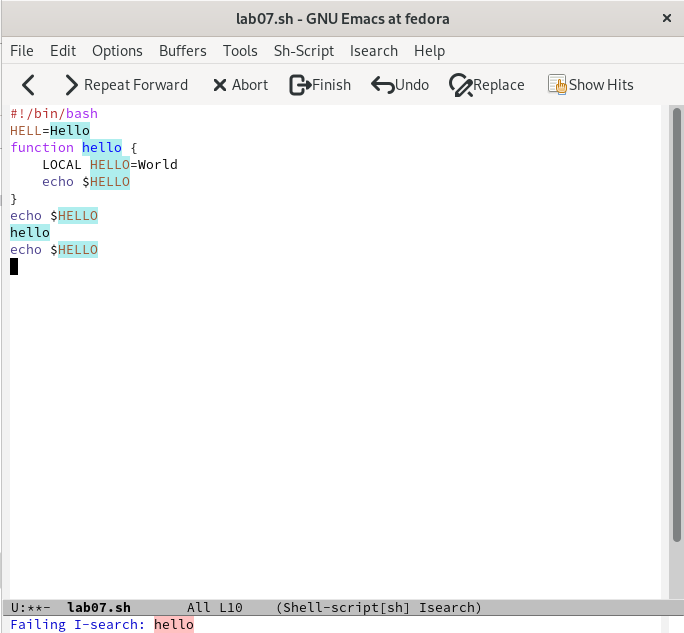 lab07.sh - GNU Emacs at fedora
File Edit Options Buffers Tools Sh-Script Isearch Help
Repeat Forward Abort Finish Undo Replace Show Hits
#!/bin/bash
HELL=Hello
function hello {
    LOCAL HELLO=World
    echo $HELLO
}
echo $HELLO
hello
echo $HELLO
U:**-  lab07.sh       All L10    (Shell-script[sh] Isearch)
Failing I-search: hello